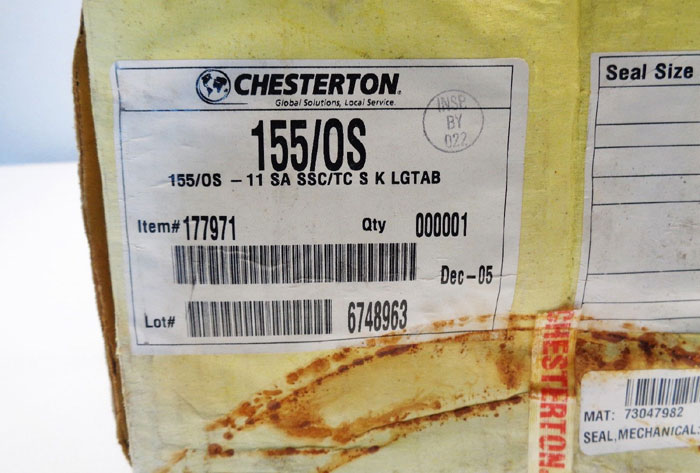 CHESTERTON®
Global Solutions, Local Service.
INSP
BY
022
155/OS
155/OS - 11 SA SSC/TC S K LGTAB
Item# 177971 Qty 000001
Dec-05
Lot# 6748963
Seal Size
CHESTERTON
MAT: 73047982
SEAL, MECHANICAL: